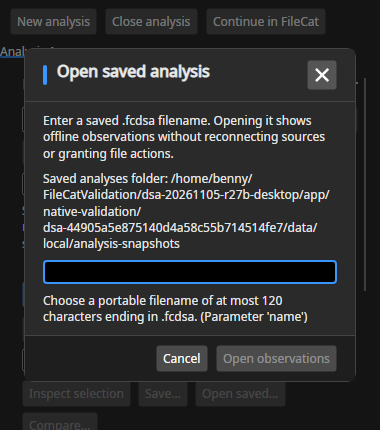 New analysis Close analysis Continue in FileCat
Open saved analysis
Enter a saved .fcdsa filename. Opening it shows
offline observations without reconnecting sources
or granting file actions.
Saved analyses folder: /home/benny/
FileCatValidation/dsa-20261105-r27b-desktop/app/
native-validation/
dsa-44905a5e875140d4a58c55b714514fe7/data/
local/analysis-snapshots
Choose a portable filename of at most 120
characters ending in .fcdsa. (Parameter 'name')
Cancel Open observations
Inspect selection Save... Open saved...
Compare...